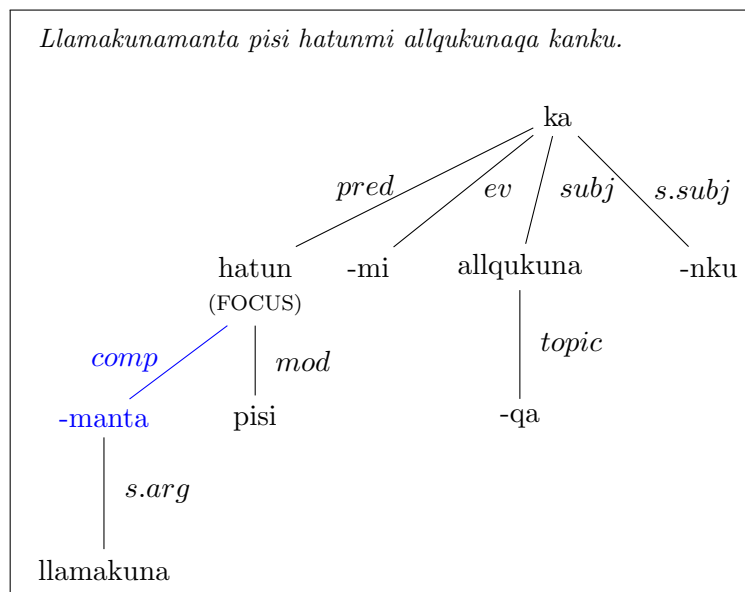 Llamakunamanta pisi hatunmi allqukunaqa kanku.
ka
pred ev subj s.subj
hatun -mi allqukuna -nku
(FOCUS)
comp mod topic
-manta pisi -qa
s.arg
llamakuna